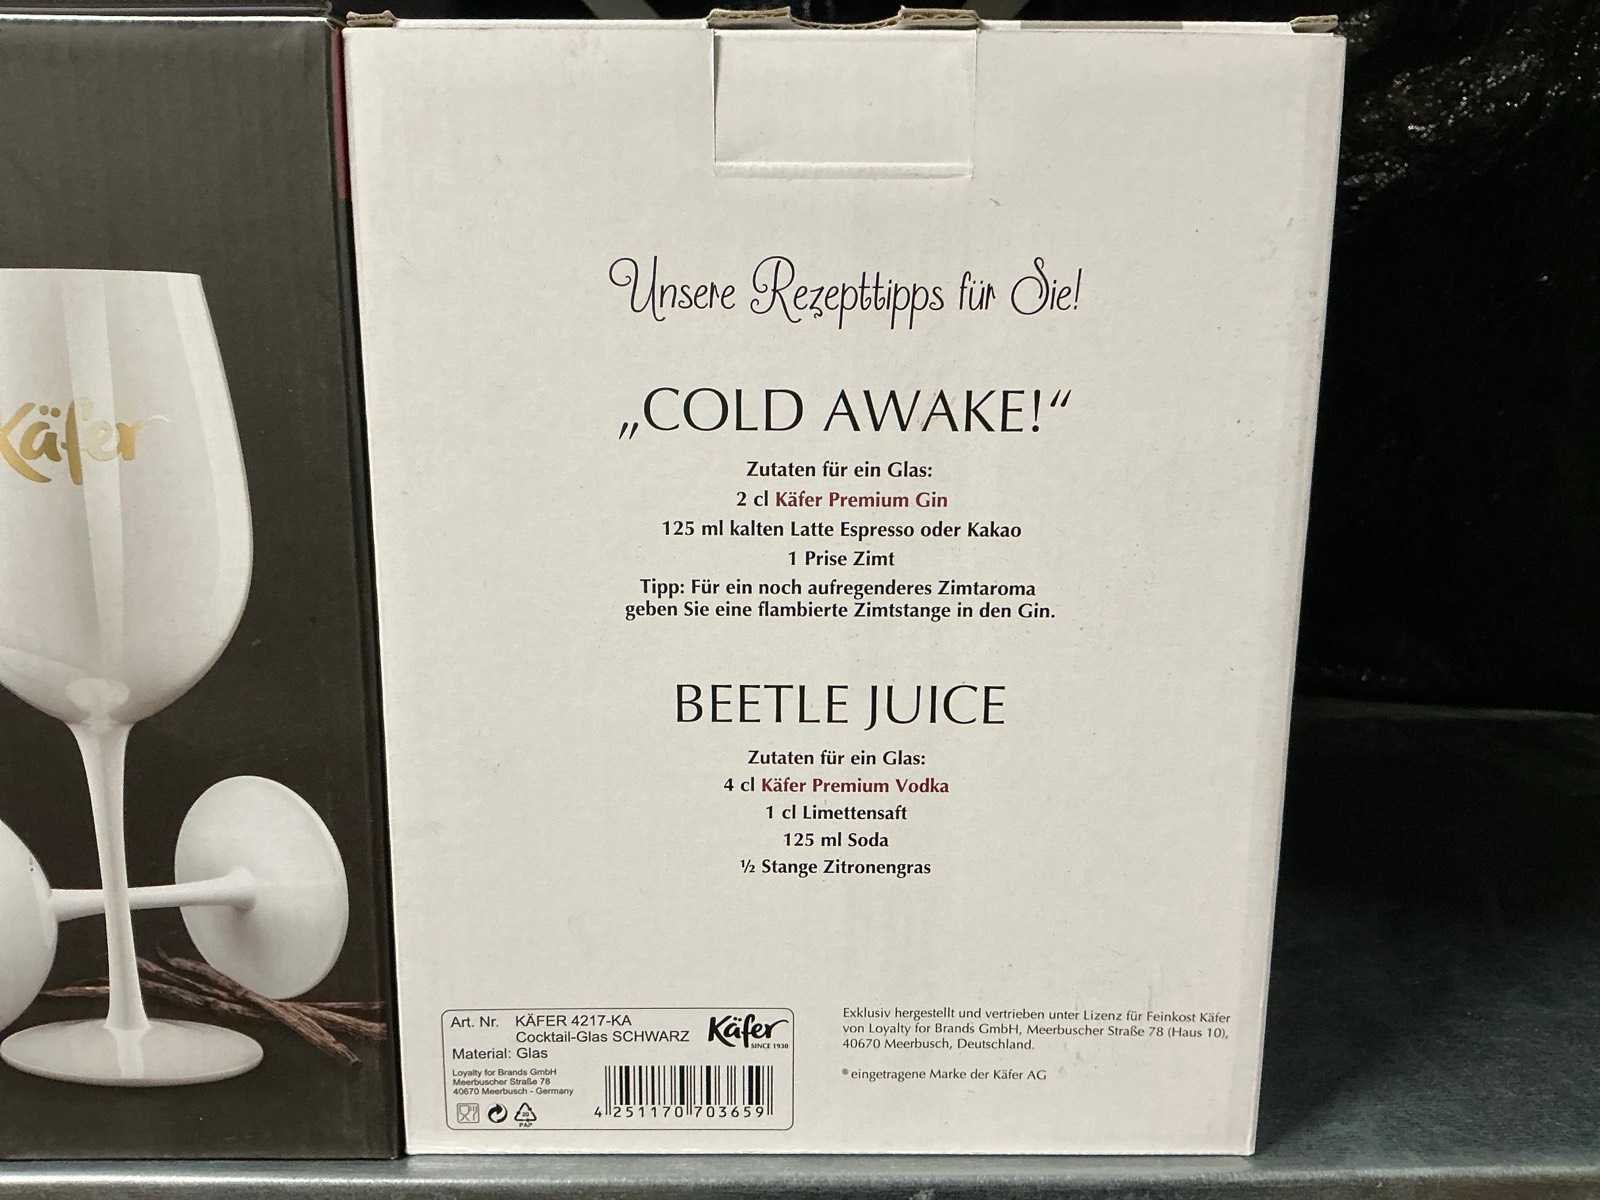 Käfer
Unsere Rezepttipps für Sie!
„COLD AWAKE!“
Zutaten für ein Glas:
2 cl Käfer Premium Gin
125 ml kalten Latte Espresso oder Kakao
1 Prise Zimt
Tipp: Für ein noch aufregenderes Zimtaroma
geben Sie eine flambierte Zimtstange in den Gin.
BEETLE JUICE
Zutaten für ein Glas:
4 cl Käfer Premium Vodka
1 cl Limettensaft
125 ml Soda
½ Stange Zitronengras
Art. Nr. KÄFER 4217-KA
Cocktail-Glas SCHWARZ
Material: Glas
Käfer
SINCE 1930
Loyalty for Brands GmbH
Meerbuscher Straße 78
40670 Meerbusch - Germany
20
PAP
4 251170 703659
Exklusiv hergestellt und vertrieben unter Lizenz für Feinkost Käfer
von Loyalty for Brands GmbH, Meerbuscher Straße 78 (Haus 10),
40670 Meerbusch, Deutschland.
® eingetragene Marke der Käfer AG